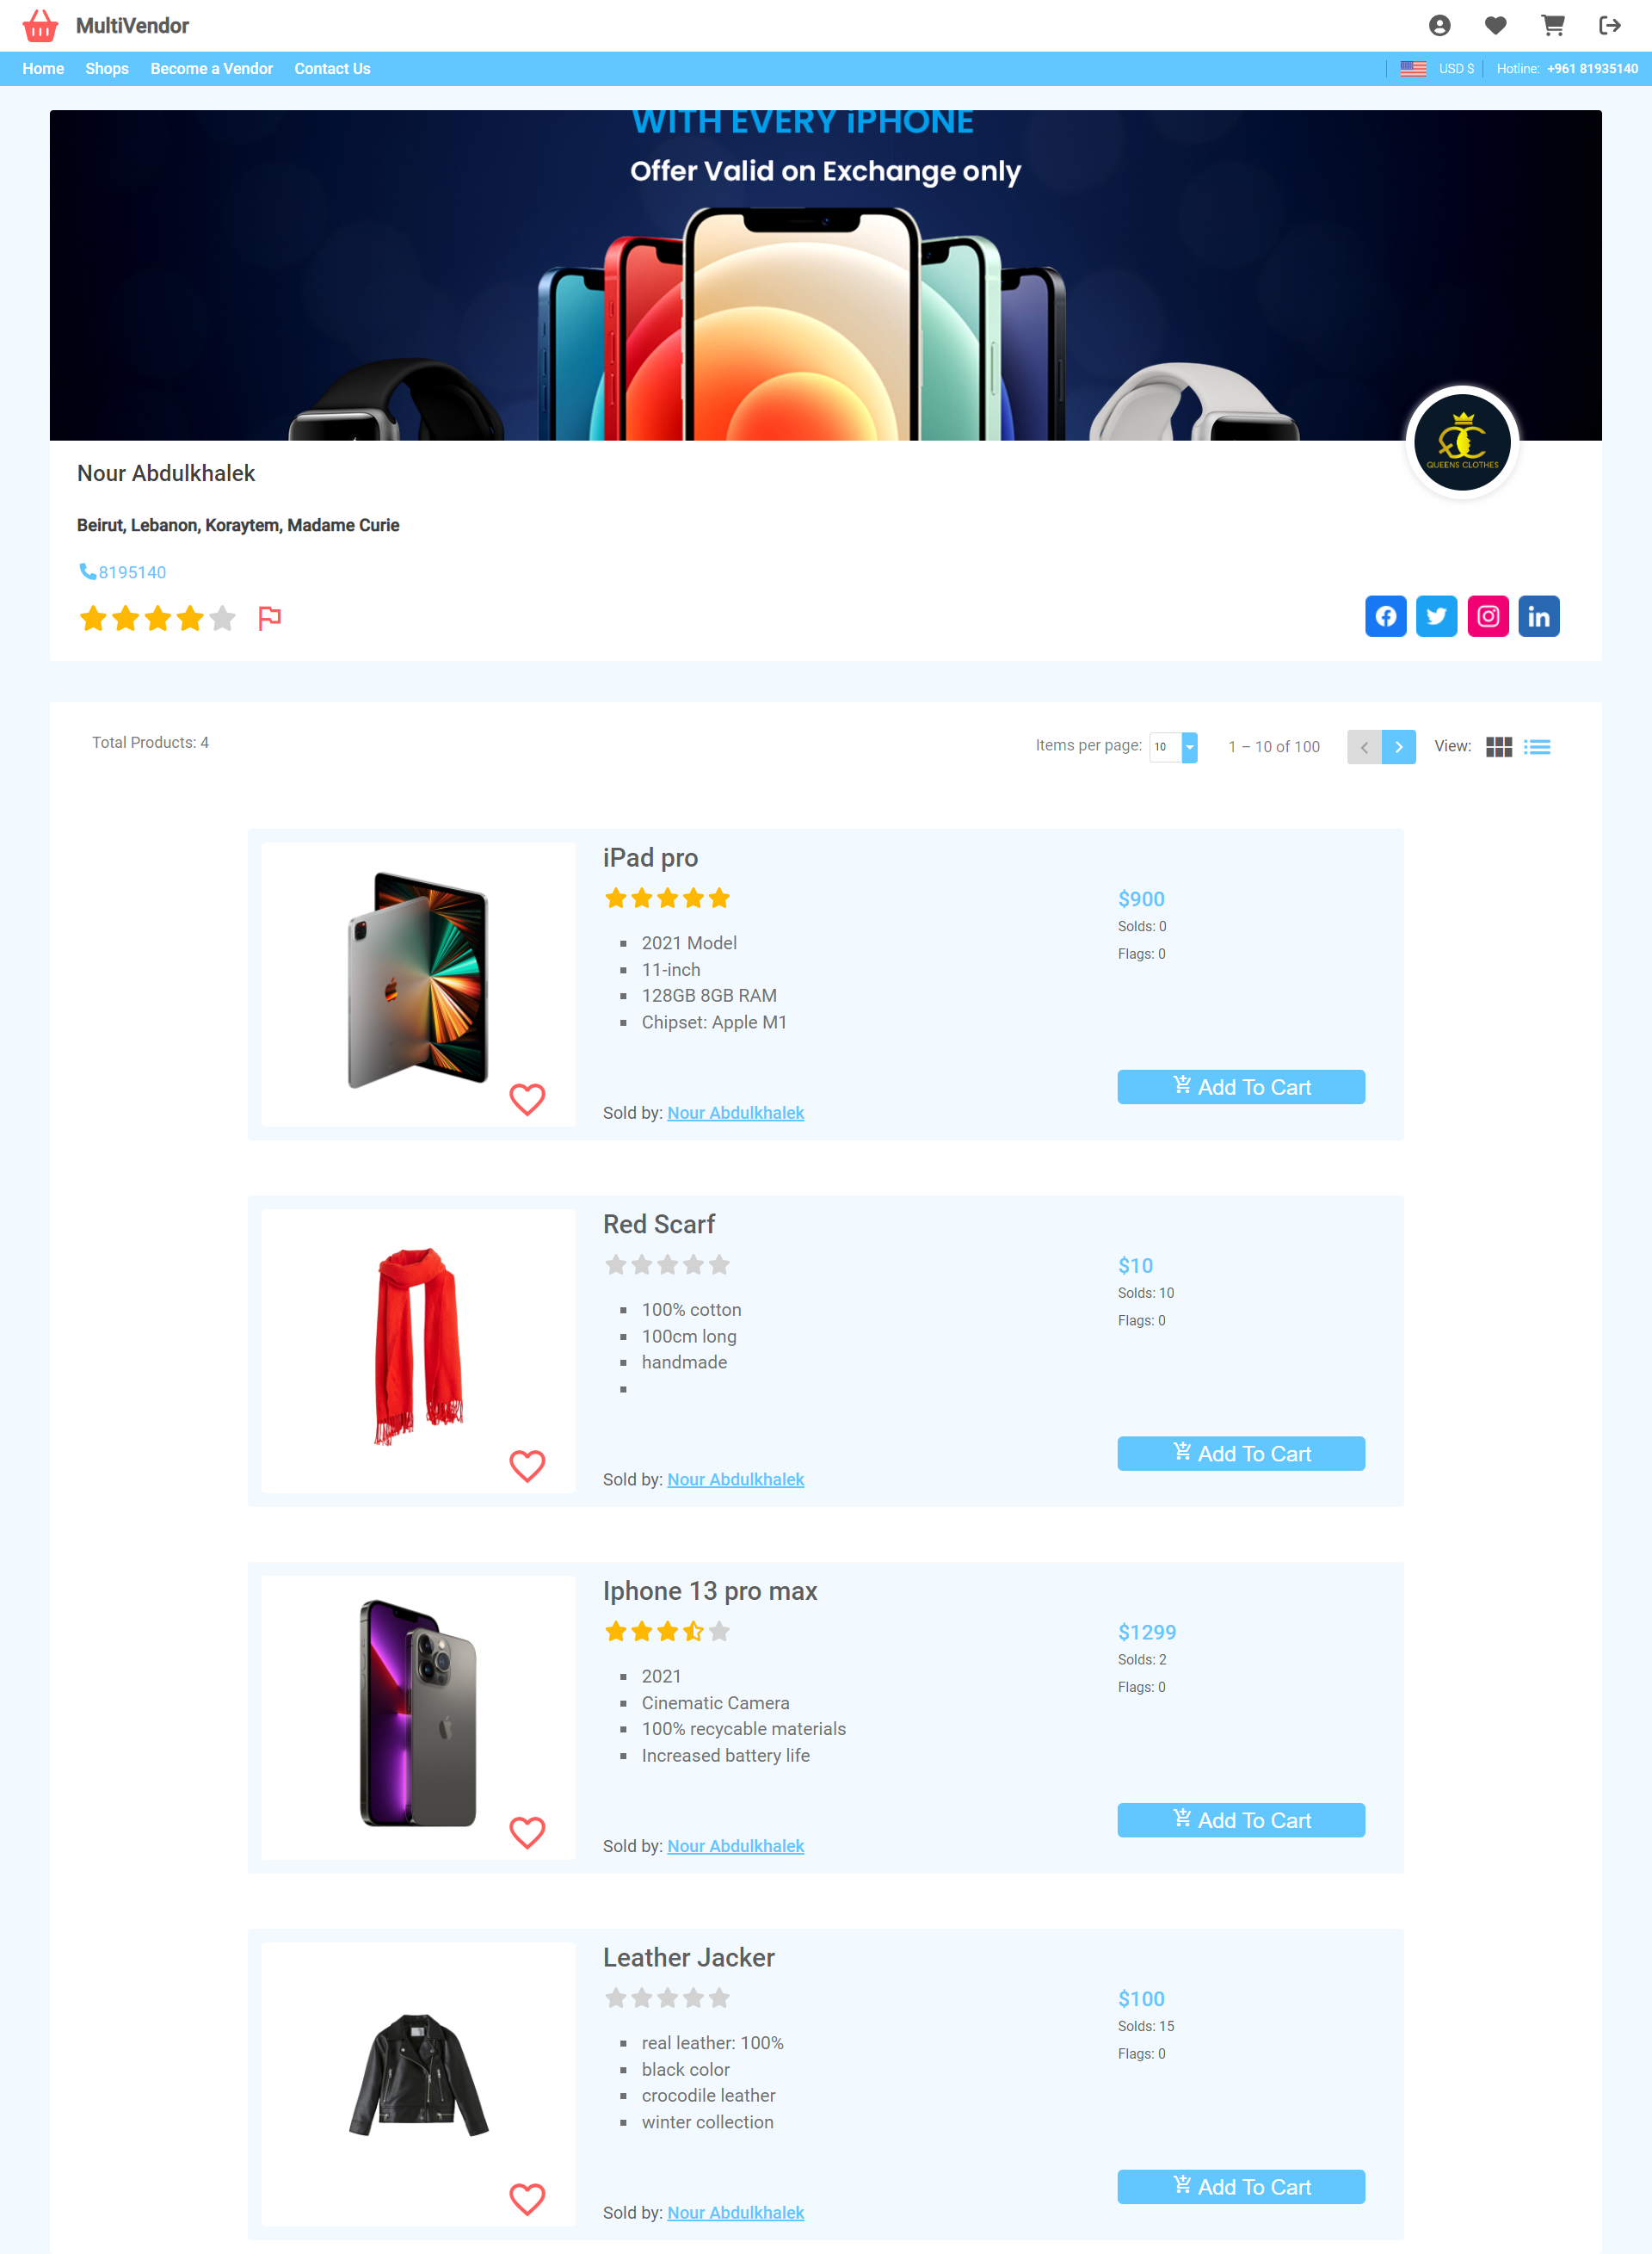 MultiVendor
Home Shops Become a Vendor Contact Us
USD $ Hotline: +961 81935140
WITH EVERY iPHONE
Offer Valid on Exchange only
QUEENS CLOTHES
Nour Abdulkhalek
Beirut, Lebanon, Koraytem, Madame Curie
8195140
Total Products: 4
Items per page: 10 1 – 10 of 100 View:
iPad pro
$900
Solds: 0
Flags: 0
2021 Model
11-inch
128GB 8GB RAM
Chipset: Apple M1
Add To Cart
Sold by: Nour Abdulkhalek
Red Scarf
$10
Solds: 10
Flags: 0
100% cotton
100cm long
handmade
Add To Cart
Sold by: Nour Abdulkhalek
Iphone 13 pro max
$1299
Solds: 2
Flags: 0
2021
Cinematic Camera
100% recycable materials
Increased battery life
Add To Cart
Sold by: Nour Abdulkhalek
Leather Jacker
$100
Solds: 15
Flags: 0
real leather: 100%
black color
crocodile leather
winter collection
Add To Cart
Sold by: Nour Abdulkhalek